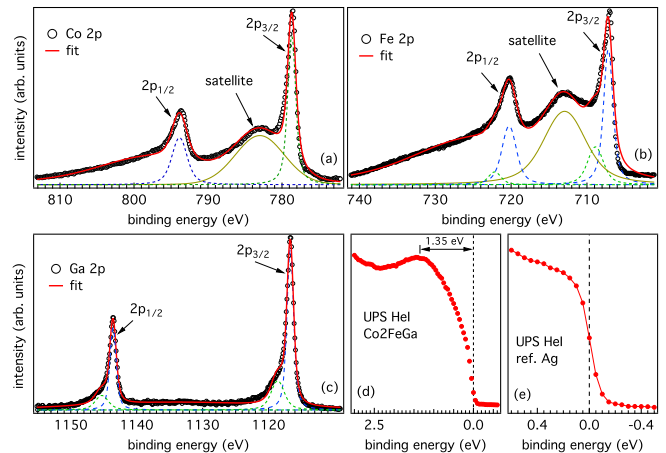 intensity (arb. units)
Co 2p
fit
2p1/2
satellite
2p3/2
(a)
810 800 790 780
binding energy (eV)
Fe 2p
fit
2p1/2
satellite
2p3/2
(b)
740 730 720 710
binding energy (eV)
intensity (arb. units)
Ga 2p
fit
2p1/2
2p3/2
(c)
1150 1140 1130 1120
binding energy (eV)
1.35 eV
UPS HeI
Co2FeGa
(d)
2.5 0.0
binding energy (eV)
UPS HeI
ref. Ag
(e)
0.4 0.0 -0.4
binding energy (eV)